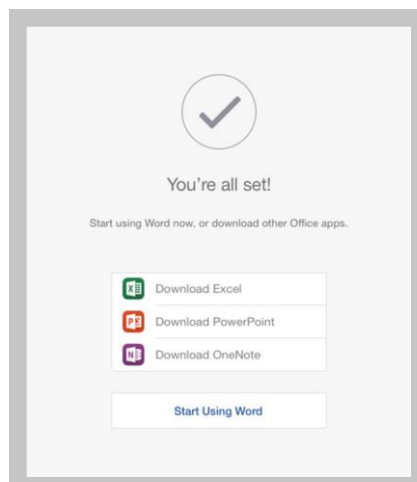 You're all set!
Start using Word now, or download other Office apps.
Download Excel
Download PowerPoint
Download OneNote
Start Using Word